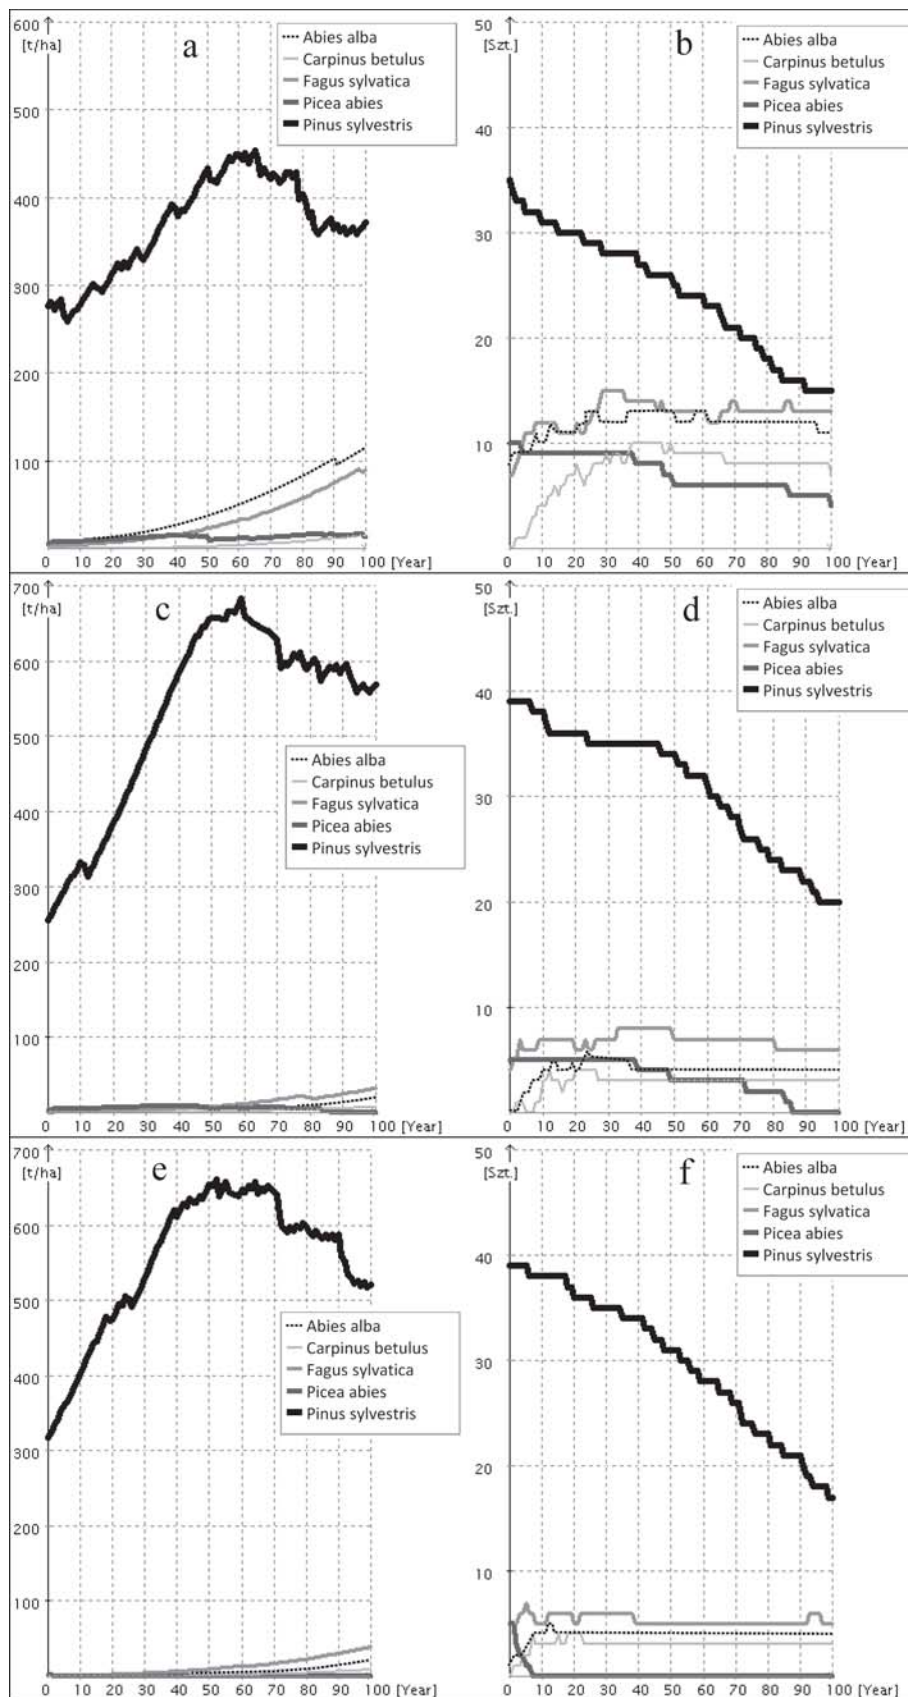 600
[t/ha]
a
Abies alba
Carpinus betulus
Fagus sylvatica
Picea abies
Pinus sylvestris
500
400
300
200
100
0 10 20 30 40 50 60 70 80 90 100 [Year]
50
[Szt.]
b
Abies alba
Carpinus betulus
Fagus sylvatica
Picea abies
Pinus sylvestris
40
30
20
10
0 10 20 30 40 50 60 70 80 90 100 [Year]
700
[t/ha]
c
600
500
Abies alba
Carpinus betulus
Fagus sylvatica
Picea abies
Pinus sylvestris
400
300
200
100
0 10 20 30 40 50 60 70 80 90 100 [Year]
50
[Szt.]
d
Abies alba
Carpinus betulus
Fagus sylvatica
Picea abies
Pinus sylvestris
40
30
20
10
0 10 20 30 40 50 60 70 80 90 100 [Year]
700
[t/ha]
e
600
500
Abies alba
Carpinus betulus
Fagus sylvatica
Picea abies
Pinus sylvestris
400
300
200
100
0 10 20 30 40 50 60 70 80 90 100 [Year]
50
[Szt.]
f
Abies alba
Carpinus betulus
Fagus sylvatica
Picea abies
Pinus sylvestris
40
30
20
10
0 10 20 30 40 50 60 70 80 90 100 [Year]